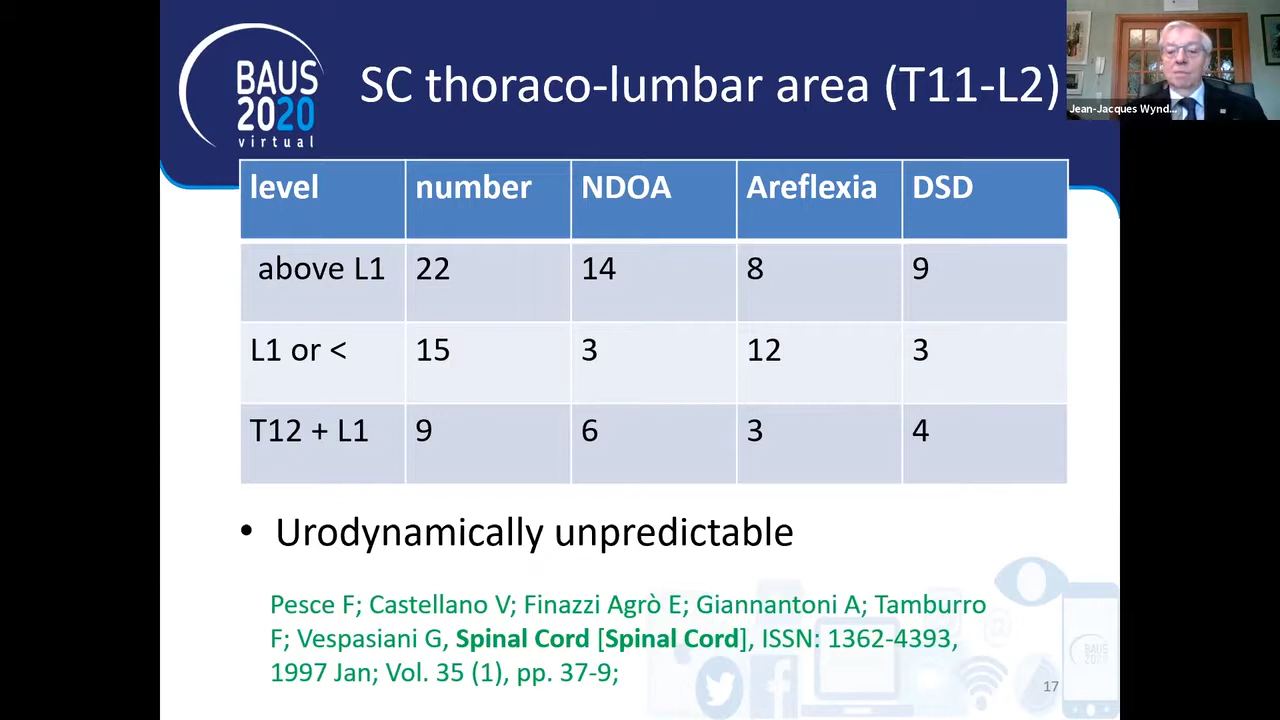 BAUS
2020
virtual
SC thoraco-lumbar area (T11-L2)
Jean-Jacques Wynd...
level number NDOA Areflexia DSD
above L1 22 14 8 9
L1 or < 15 3 12 3
T12 + L1 9 6 3 4
• Urodynamically unpredictable
Pesce F; Castellano V; Finazzi Agrò E; Giannantoni A; Tamburro
F; Vespasiani G, Spinal Cord [Spinal Cord], ISSN: 1362-4393,
1997 Jan; Vol. 35 (1), pp. 37-9;
BAUS
2020
17